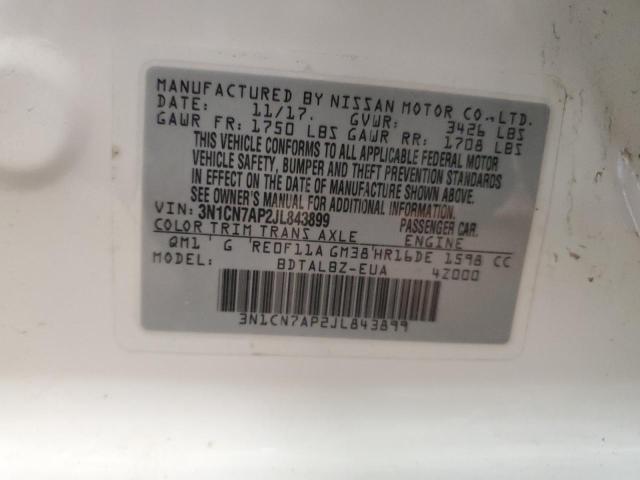 MANUFACTURED BY NISSAN MOTOR CO.,LTD.
DATE: 11/17. GVWR: 3426 LBS
GAWR FR: 1750 LBS GAWR RR: 1708 LBS
THIS VEHICLE CONFORMS TO ALL APPLICABLE FEDERAL MOTOR
VEHICLE SAFETY, BUMPER AND THEFT PREVENTION STANDARDS
IN EFFECT ON THE DATE OF MANUFACTURE SHOWN ABOVE.
SEE OWNER'S MANUAL FOR ADDITIONAL INFORMATION.
VIN: 3N1CN7AP2JL843899 PASSENGER CAR.
COLOR TRIM TRANS AXLE ENGINE
QM1 G RE0F11A GM38 HR16DE 1598 CC
BDTALBZ-EUA 4Z000
3N1CN7AP2JL843899